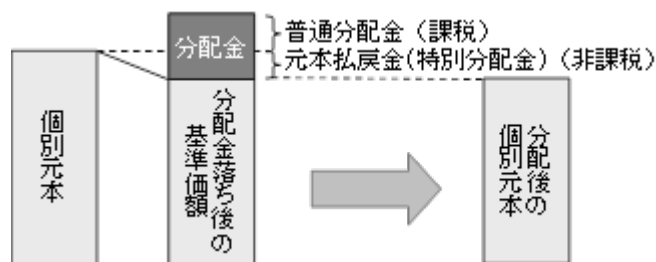 分配金
普通分配金（課税）
元本払戻金(特別分配金)（非課税）
個別元本
分配金落ち後の
基準価額
分配後の
個別元本